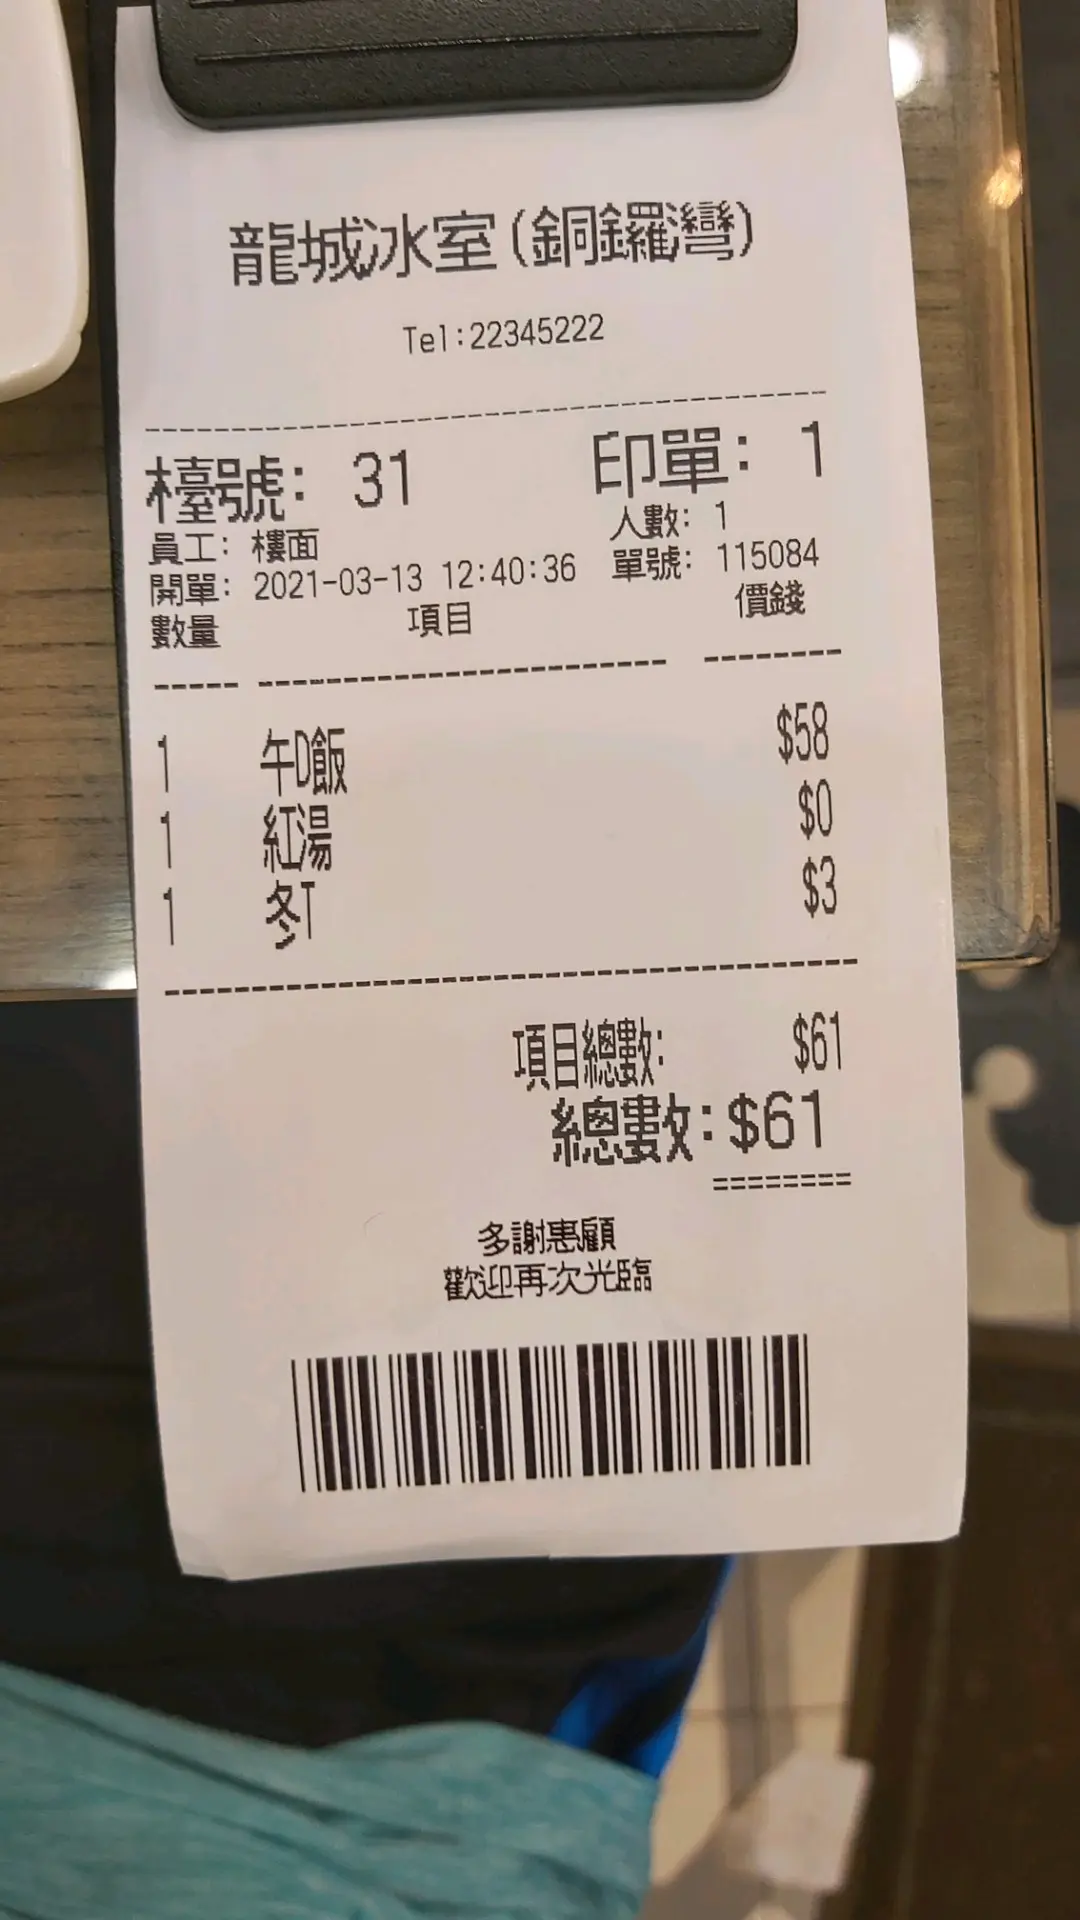 龍城冰室(銅鑼灣)
Tel:22345222
檯號: 31 印單: 1
員工: 樓面 人數: 1
開單: 2021-03-13 12:40:36 單號: 115084
數量 項目 價錢
1 午D飯 $58
1 紅湯 $0
1 冬T $3
項目總數: $61
總數:$61
多謝惠顧
歡迎再次光臨